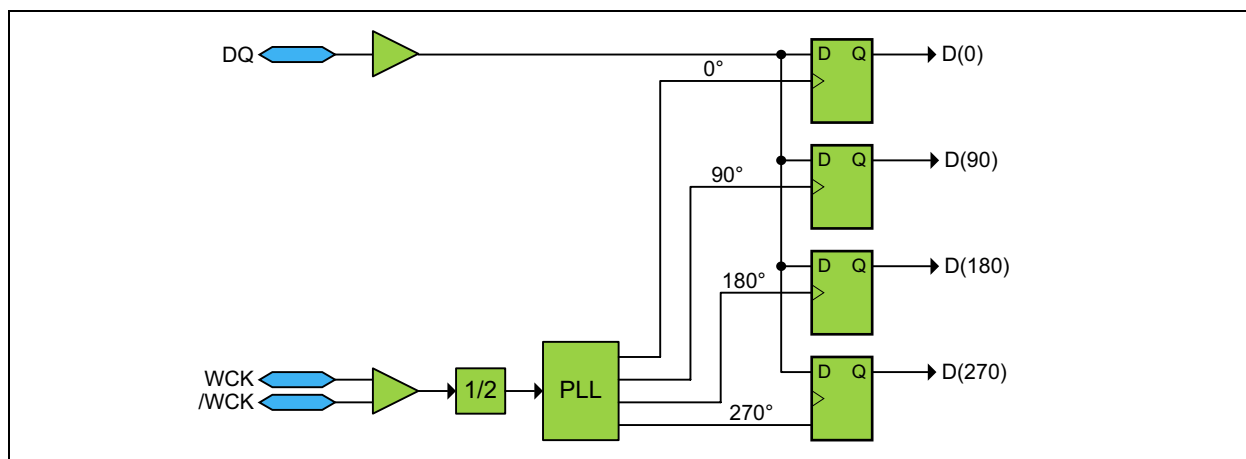 DQ
D Q
D(0)
0°
D Q
D(90)
90°
D Q
D(180)
180°
WCK
/WCK
1/2
PLL
D Q
D(270)
270°